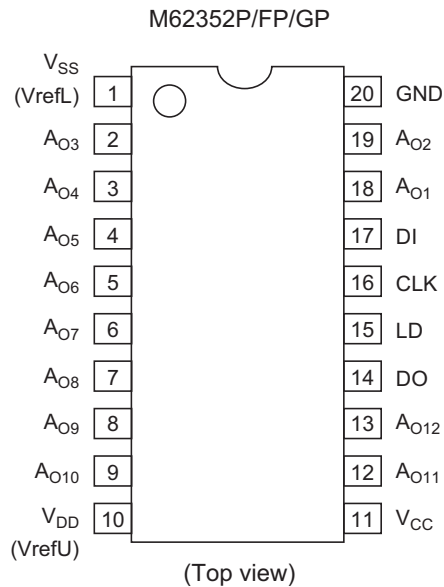 M62352P/FP/GP
VSS
(VrefL) 1 20 GND
AO3 2 19 AO2
AO4 3 18 AO1
AO5 4 17 DI
AO6 5 16 CLK
AO7 6 15 LD
AO8 7 14 DO
AO9 8 13 AO12
AO10 9 12 AO11
VDD 10 11 VCC
(VrefU)
(Top view)